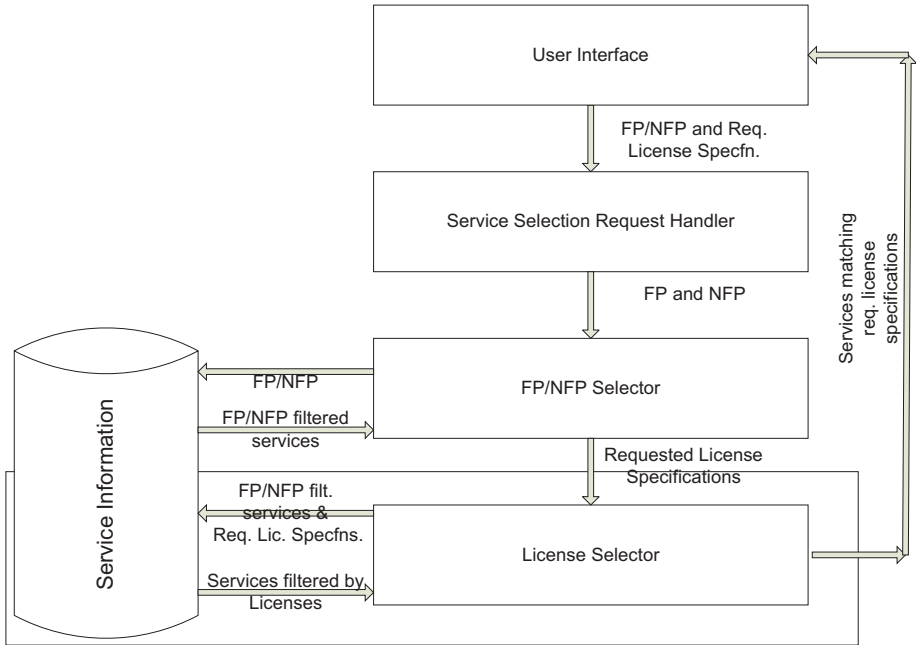 User Interface
FP/NFP and Req.
License Specfn.
Service Selection Request Handler
FP and NFP
Services matching
req. license
specifications
FP/NFP
FP/NFP Selector
FP/NFP filtered
services
Service Information
Requested License
Specifications
FP/NFP filt.
services &
Req. Lic. Specfns.
License Selector
Services filtered by
Licenses